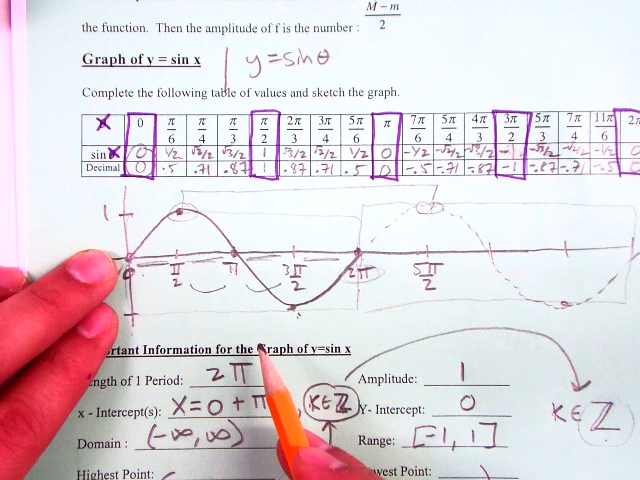 M – m
the function. Then the amplitude of f is the number :
2
Graph of y = sin x | y = sinθ
Complete the following table of values and sketch the graph.
x 0 π/6 π/4 π/3 π/2 2π/3 3π/4 5π/6 π 7π/6 5π/4 4π/3 3π/2 5π/3 7π/4 11π/6 2π
sin x 0 1/2 √2/2 √3/2 1 √3/2 √2/2 1/2 0 -1/2 -√2/2 -√3/2 -1 -√3/2 -√2/2 -1/2 0
Decimal 0 .5 .71 .87 1 .87 .71 .5 0 -.5 -.71 -.87 -1 -.87 -.71 -.5 0
1
0 π/2 π 3π/2 2π 5π/2
rtant Information for the Graph of y=sin x
ength of 1 Period: 2π Amplitude: 1
x - Intercept(s): x = 0 + π , K∈ℤ Y- Intercept: 0 K∈ℤ
Domain : (-∞, ∞) Range: [-1, 1]
Highest Point: west Point: